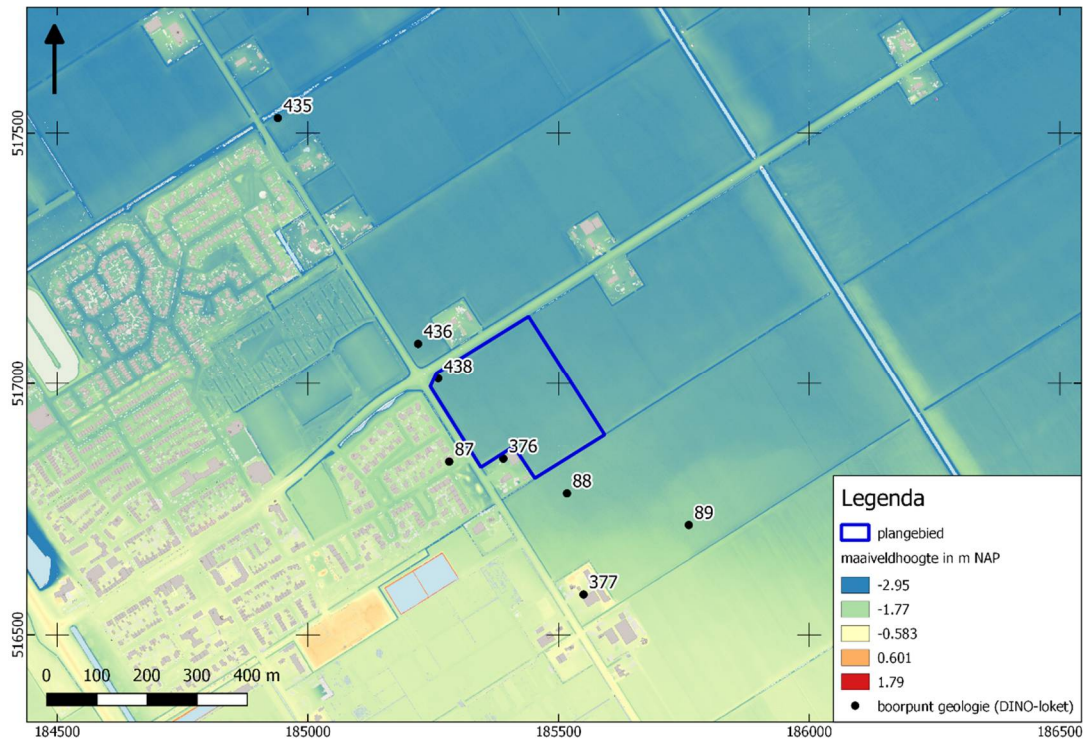 435
517500
436
517000
438
87
376
88
89
377
516500
0 100 200 300 400 m
184500 185000 185500 186000 186500
Legenda
plangebied
maaiveldhoogte in m NAP
-2.95
-1.77
-0.583
0.601
1.79
boorpunt geologie (DINO-loket)